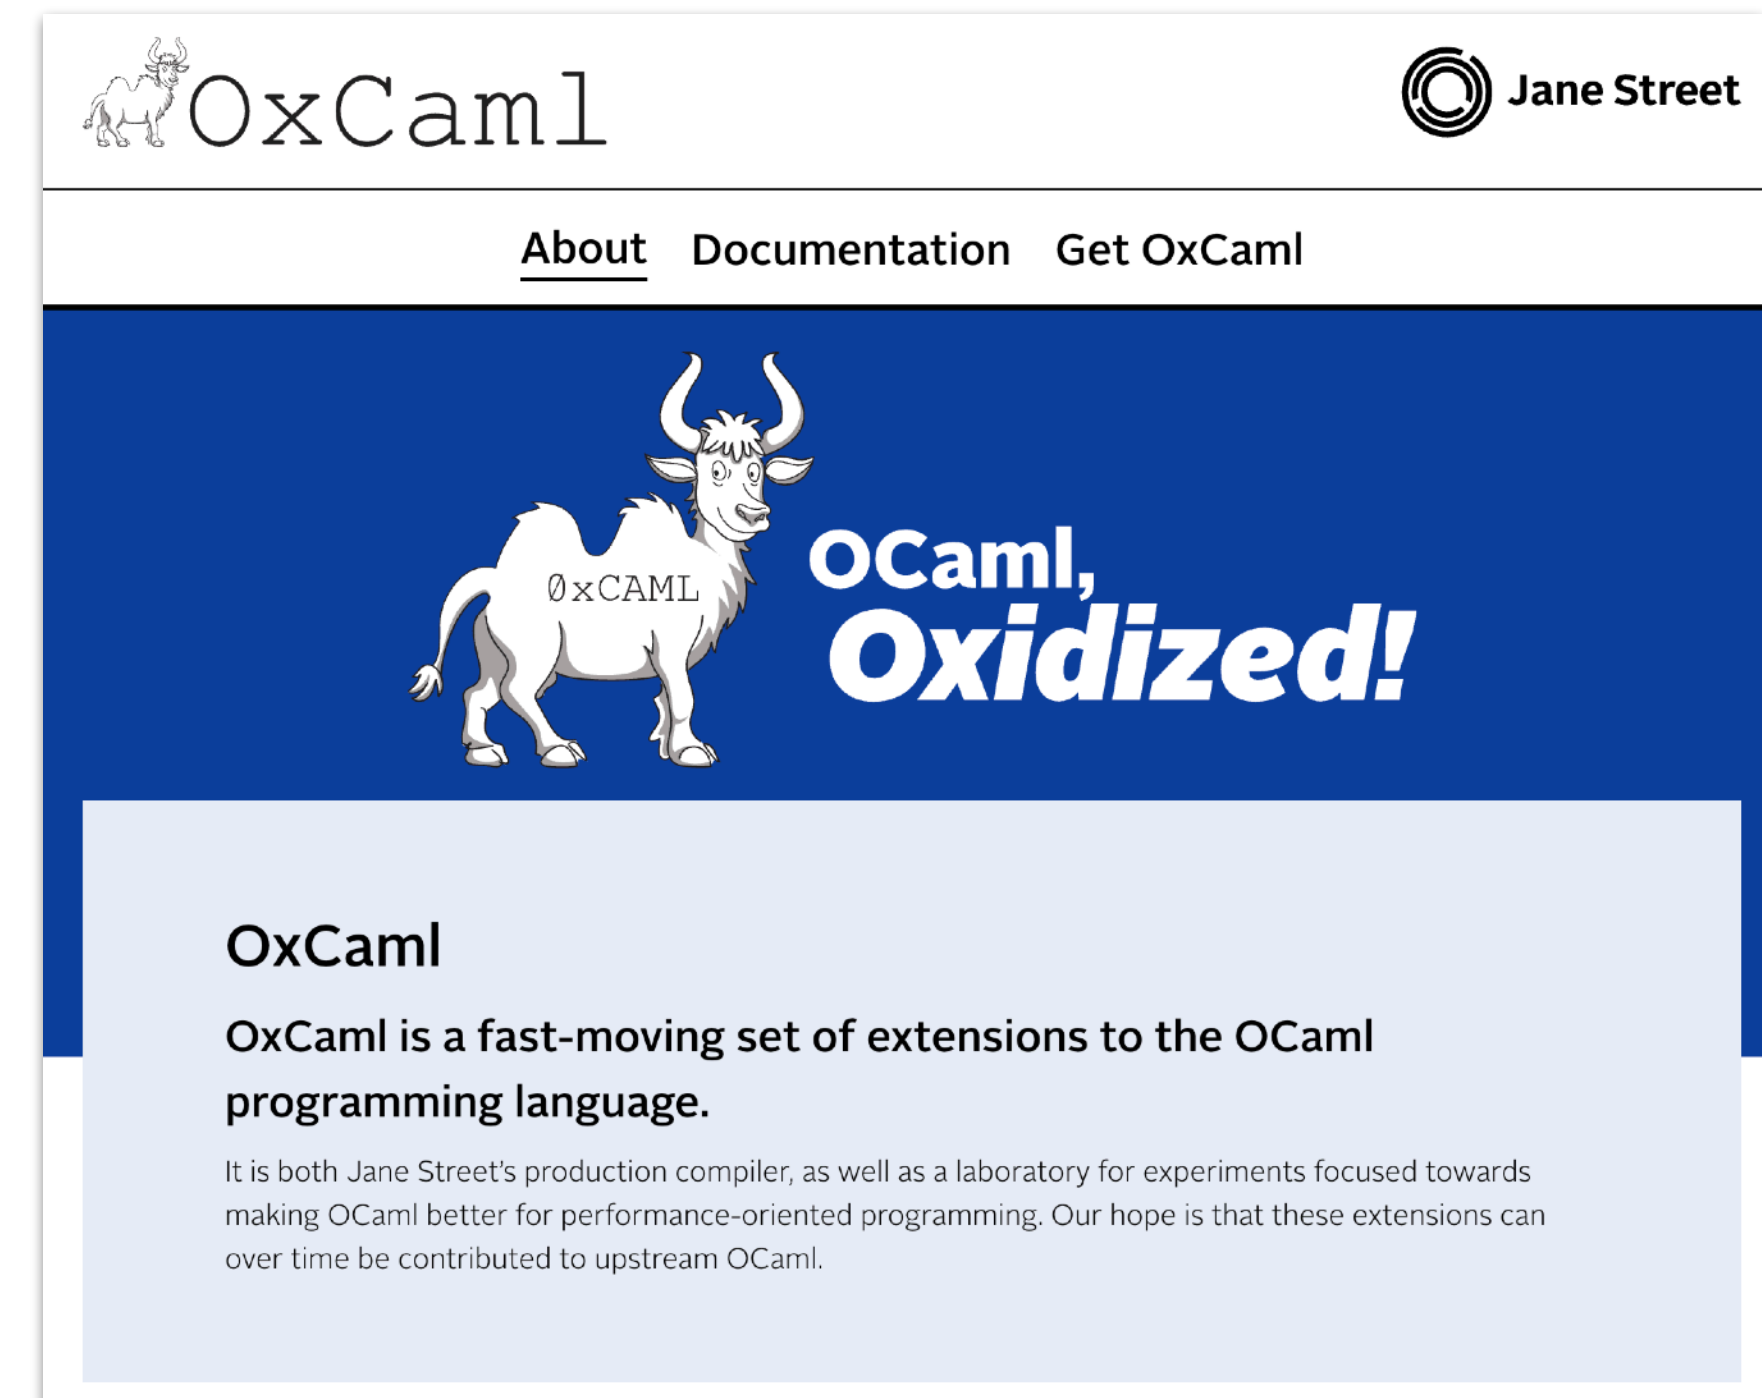 OxCaml
Jane Street
About Documentation Get OxCaml
0xCAML
OCaml,
Oxidized!
OxCaml
OxCaml is a fast-moving set of extensions to the OCaml
programming language.
It is both Jane Street's production compiler, as well as a laboratory for experiments focused towards
making OCaml better for performance-oriented programming. Our hope is that these extensions can
over time be contributed to upstream OCaml.